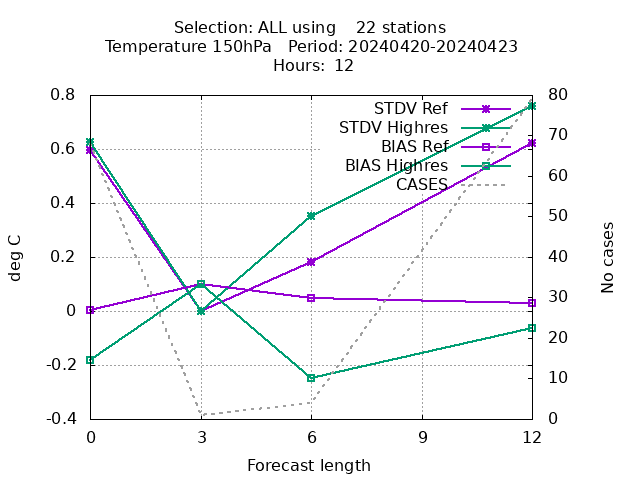 Selection: ALL using    22 stations
Temperature 150hPa   Period: 20240420-20240423
Hours: 12
0.8
0.6
0.4
0.2
0
-0.2
-0.4
deg C
STDV Ref
STDV Highres
BIAS Ref
BIAS Highres
CASES
80
70
60
50
40
30
20
10
0
No cases
0 3 6 9 12
Forecast length